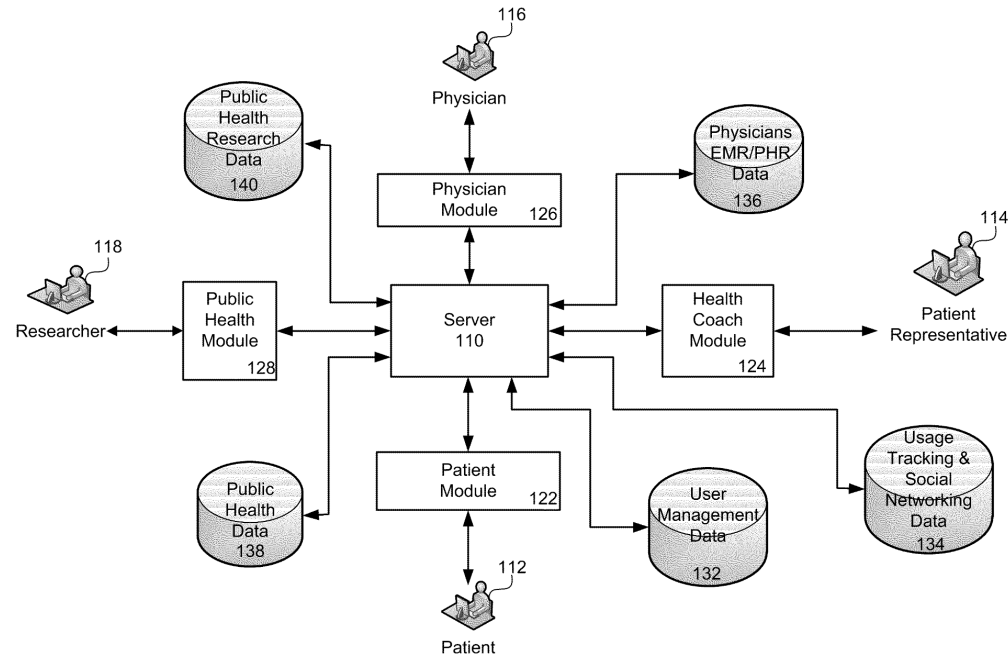 116
Physician
Public
Health
Research
Data
140
Physicians
EMR/PHR
Data
136
Physician
Module
126
114
Patient
Representative
118
Researcher
Public
Health
Module
128
Server
110
Health
Coach
Module
124
Patient
Module
122
Public
Health
Data
138
User
Management
Data
132
Usage
Tracking &
Social
Networking
Data
134
112
Patient